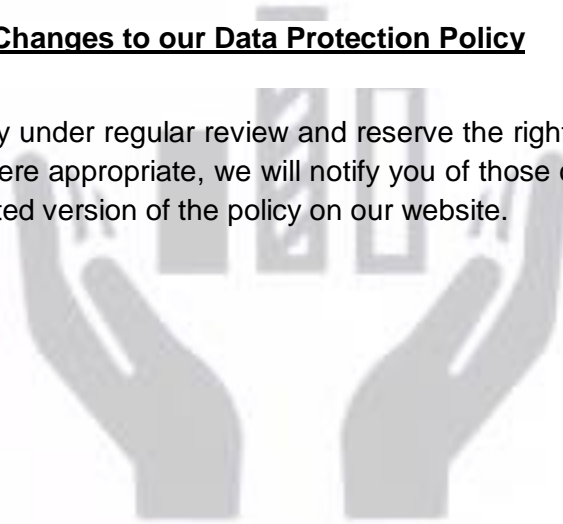 Changes to our Data Protection Policy
y under regular review and reserve the right
ere appropriate, we will notify you of those
ted version of the policy on our website.